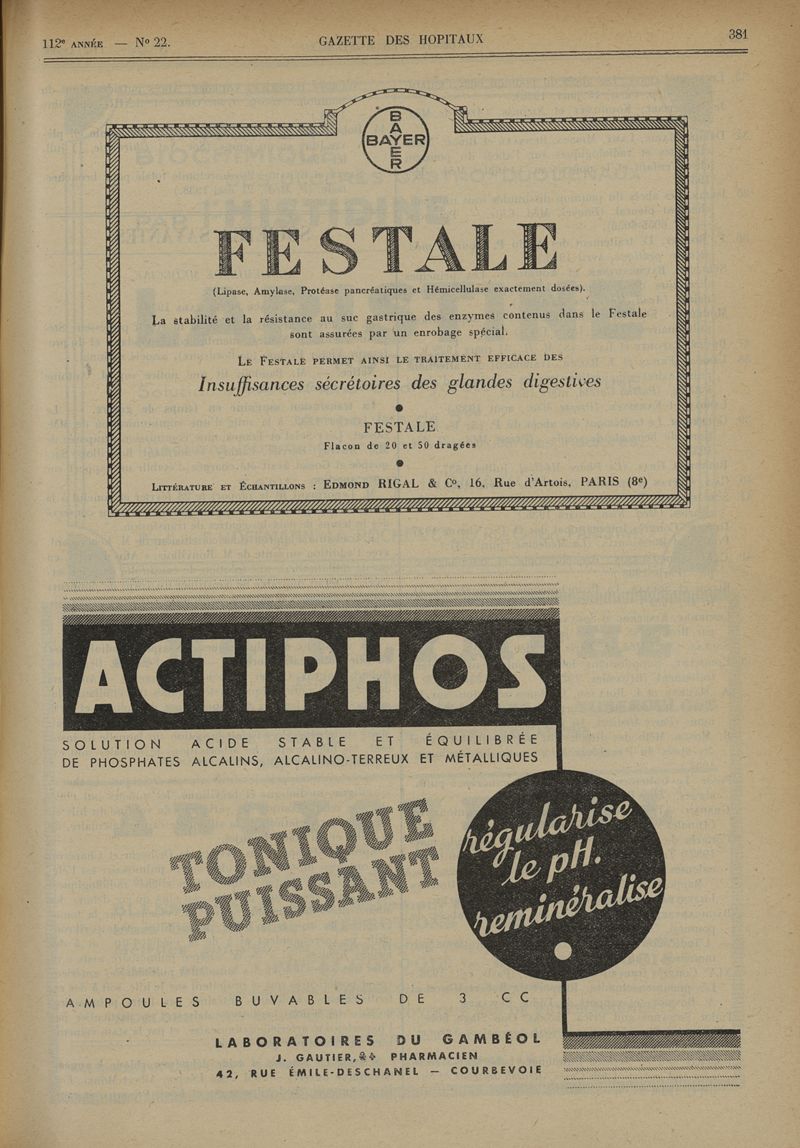 112e ANNÉE — No 22.
GAZETTE DES HOPITAUX
381
B
A
BAYER
E
R
FESTALE
(Lipase, Amylase, Protéase pancréatiques et Hémicellulase exactement dosées).
La stabilité et la résistance au suc gastrique des enzymes contenus dans le Festale
sont assurées par un enrobage spécial.
LE FESTALE PERMET AINSI LE TRAITEMENT EFFICACE DES
Insuffisances sécrétoires des glandes digestives
FESTALE
Flacon de 20 et 50 dragées
LITTÉRATURE ET ÉCHANTILLONS : EDMOND RIGAL & Co, 16, Rue d'Artois, PARIS (8e)
ACTIPHOS
SOLUTION ACIDE STABLE ET ÉQUILIBRÉE
DE PHOSPHATES ALCALINS, ALCALINO-TERREUX ET MÉTALLIQUES
TONIQUE
PUISSANT
régularise
le pH.
reminéralise
AMPOULES BUVABLES DE 3 CC
LABORATOIRES DU GAMBÉOL
J. GAUTIER, PHARMACIEN
42, RUE ÉMILE-DESCHANEL — COURBEVOIE